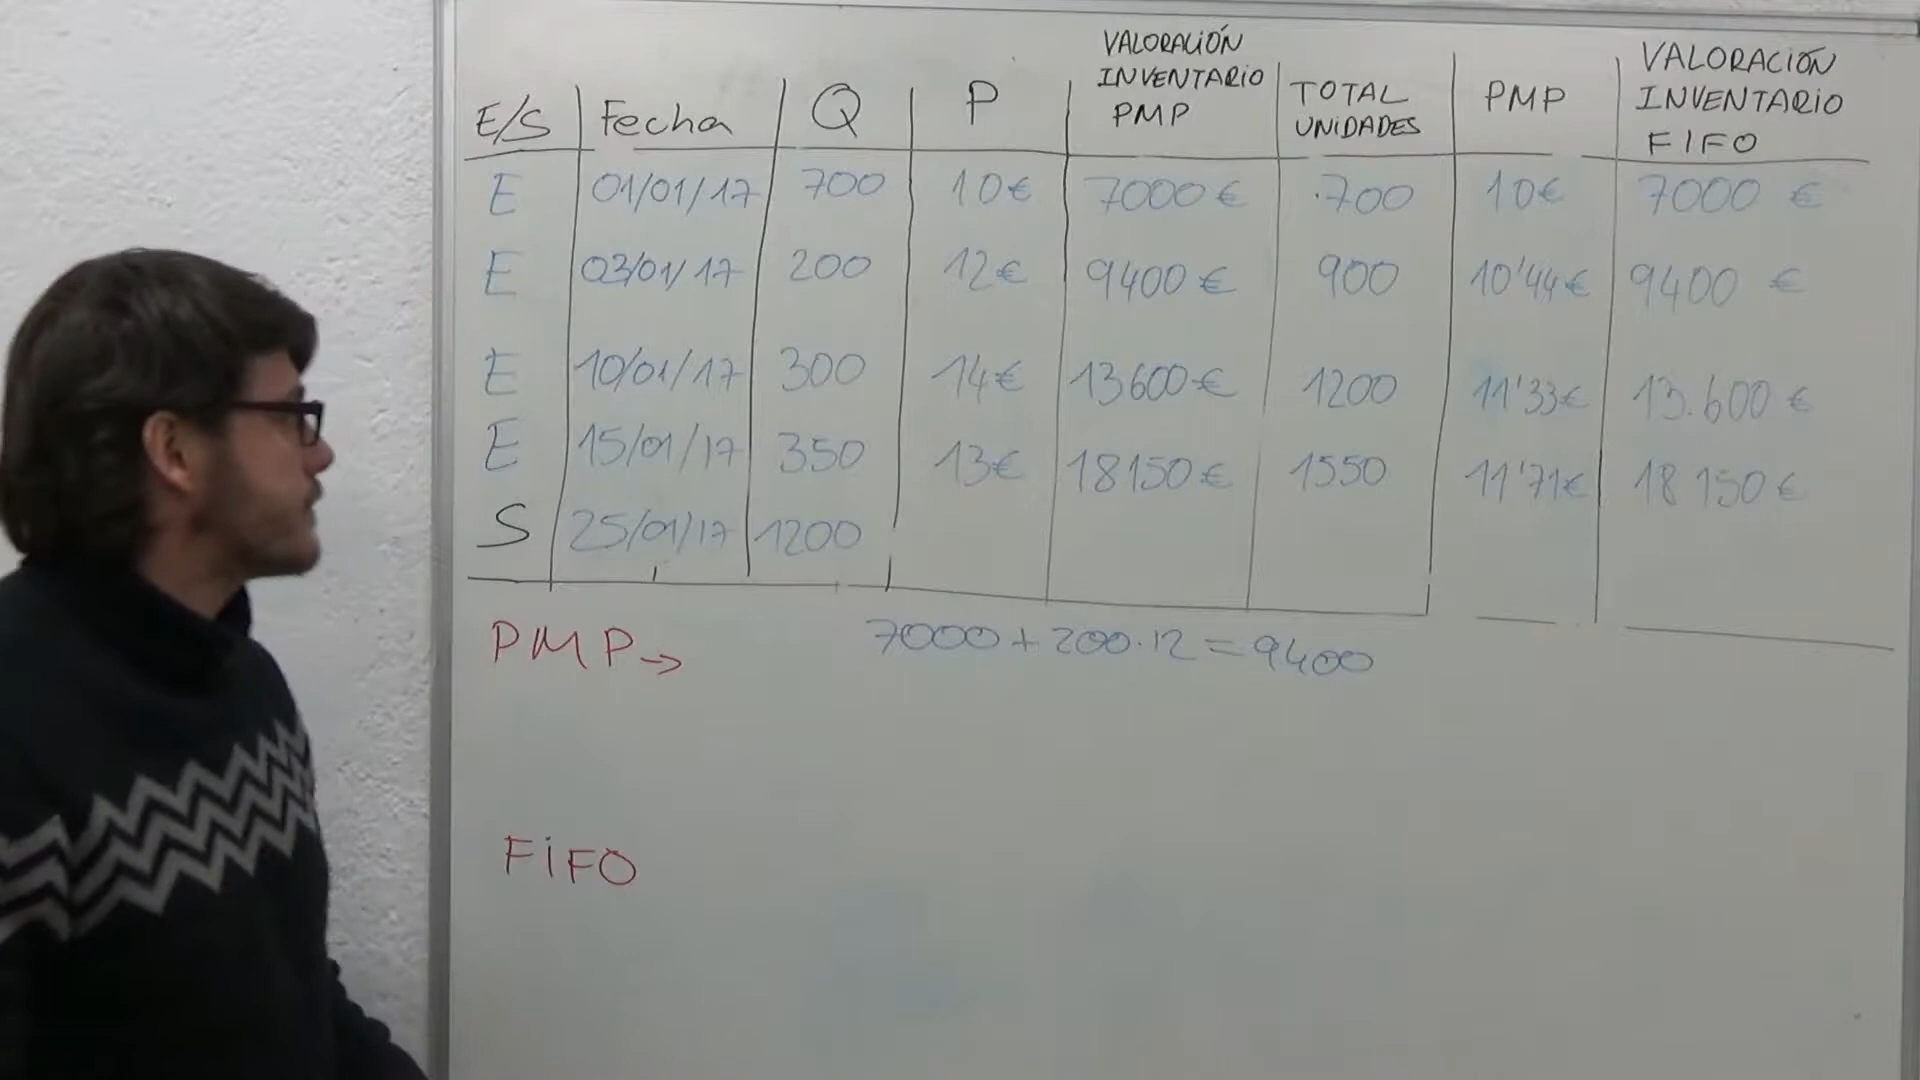 E/S Fecha Q P VALORACIÓN INVENTARIO PMP TOTAL UNIDADES PMP VALORACIÓN INVENTARIO FIFO
E 01/01/17 700 10€ 7000€ 700 10€ 7000 €
E 03/01/17 200 12€ 9400€ 900 10'44€ 9400 €
E 10/01/17 300 14€ 13600€ 1200 11'33€ 13.600 €
E 15/01/17 350 13€ 18150€ 1550 11'71€ 18 150€
S 25/01/17 1200
PMP→ 7000+200·12=9400
FiFO